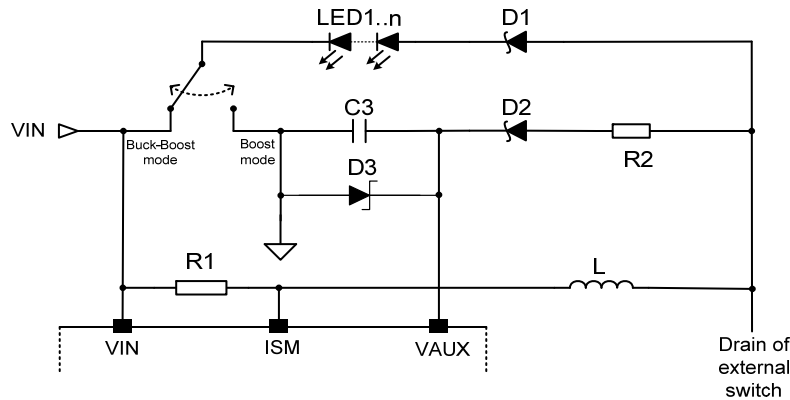 LED1..n
D1
VIN
Buck-Boost
mode
Boost
mode
C3
D2
R2
D3
R1
L
VIN
ISM
VAUX
Drain of
external
switch